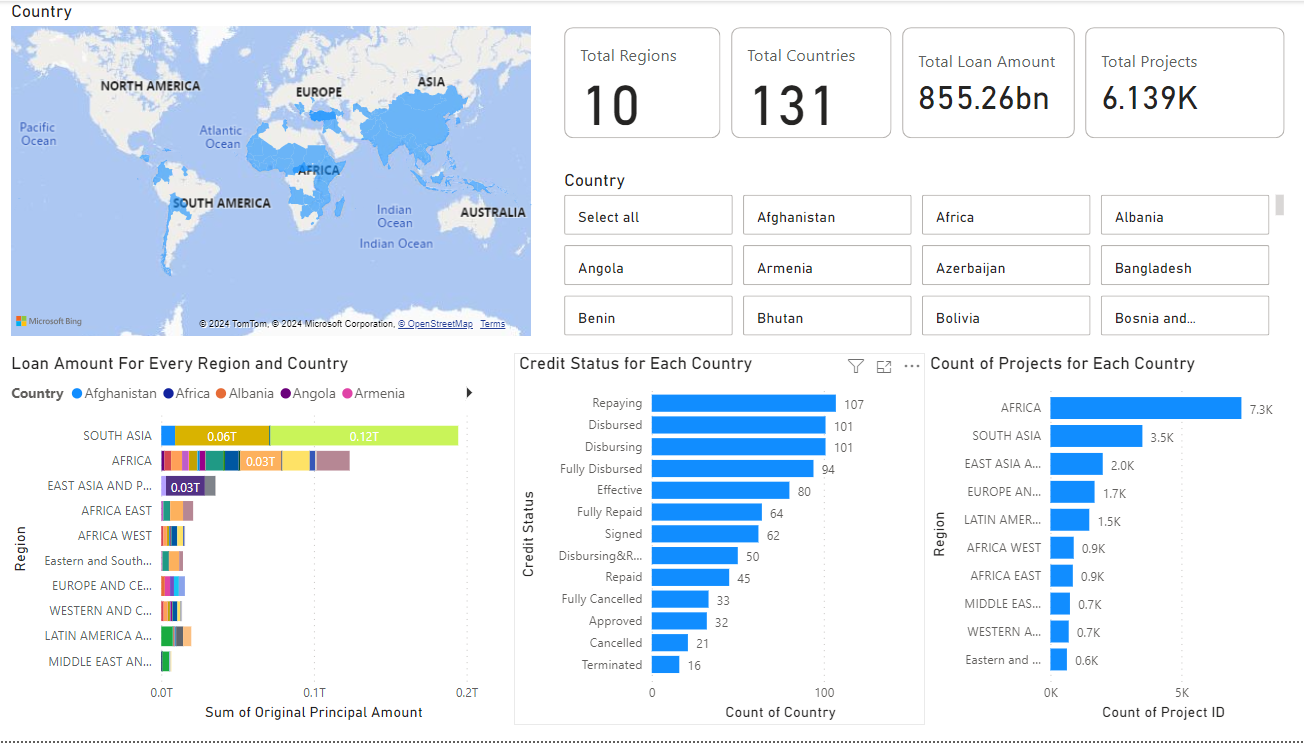 Country
NORTH AMERICA
EUROPE
ASIA
Pacific
Ocean
Atlantic
Ocean
AFRICA
SOUTH AMERICA
Indian
Ocean
AUSTRALIA
Indian Ocean
Microsoft Bing
© 2024 TomTom, © 2024 Microsoft Corporation, © OpenStreetMap Terms
Total Regions
10
Total Countries
131
Total Loan Amount
855.26bn
Total Projects
6.139K
Country
Select all
Afghanistan
Africa
Albania
Angola
Armenia
Azerbaijan
Bangladesh
Benin
Bhutan
Bolivia
Bosnia and...
Loan Amount For Every Region and Country
Country Afghanistan Africa Albania Angola Armenia
Region
SOUTH ASIA 0.06T 0.12T
AFRICA 0.03T
EAST ASIA AND P... 0.03T
AFRICA EAST
AFRICA WEST
Eastern and South...
EUROPE AND CE...
WESTERN AND C...
LATIN AMERICA A...
MIDDLE EAST AN...
0.0T 0.1T 0.2T
Sum of Original Principal Amount
Credit Status for Each Country
Credit Status
Repaying 107
Disbursed 101
Disbursing 101
Fully Disbursed 94
Effective 80
Fully Repaid 64
Signed 62
Disbursing&R... 50
Repaid 45
Fully Cancelled 33
Approved 32
Cancelled 21
Terminated 16
0 100
Count of Country
Count of Projects for Each Country
Region
AFRICA 7.3K
SOUTH ASIA 3.5K
EAST ASIA A... 2.0K
EUROPE AN... 1.7K
LATIN AMER... 1.5K
AFRICA WEST 0.9K
AFRICA EAST 0.9K
MIDDLE EAS... 0.7K
WESTERN A... 0.7K
Eastern and ... 0.6K
0K 5K
Count of Project ID